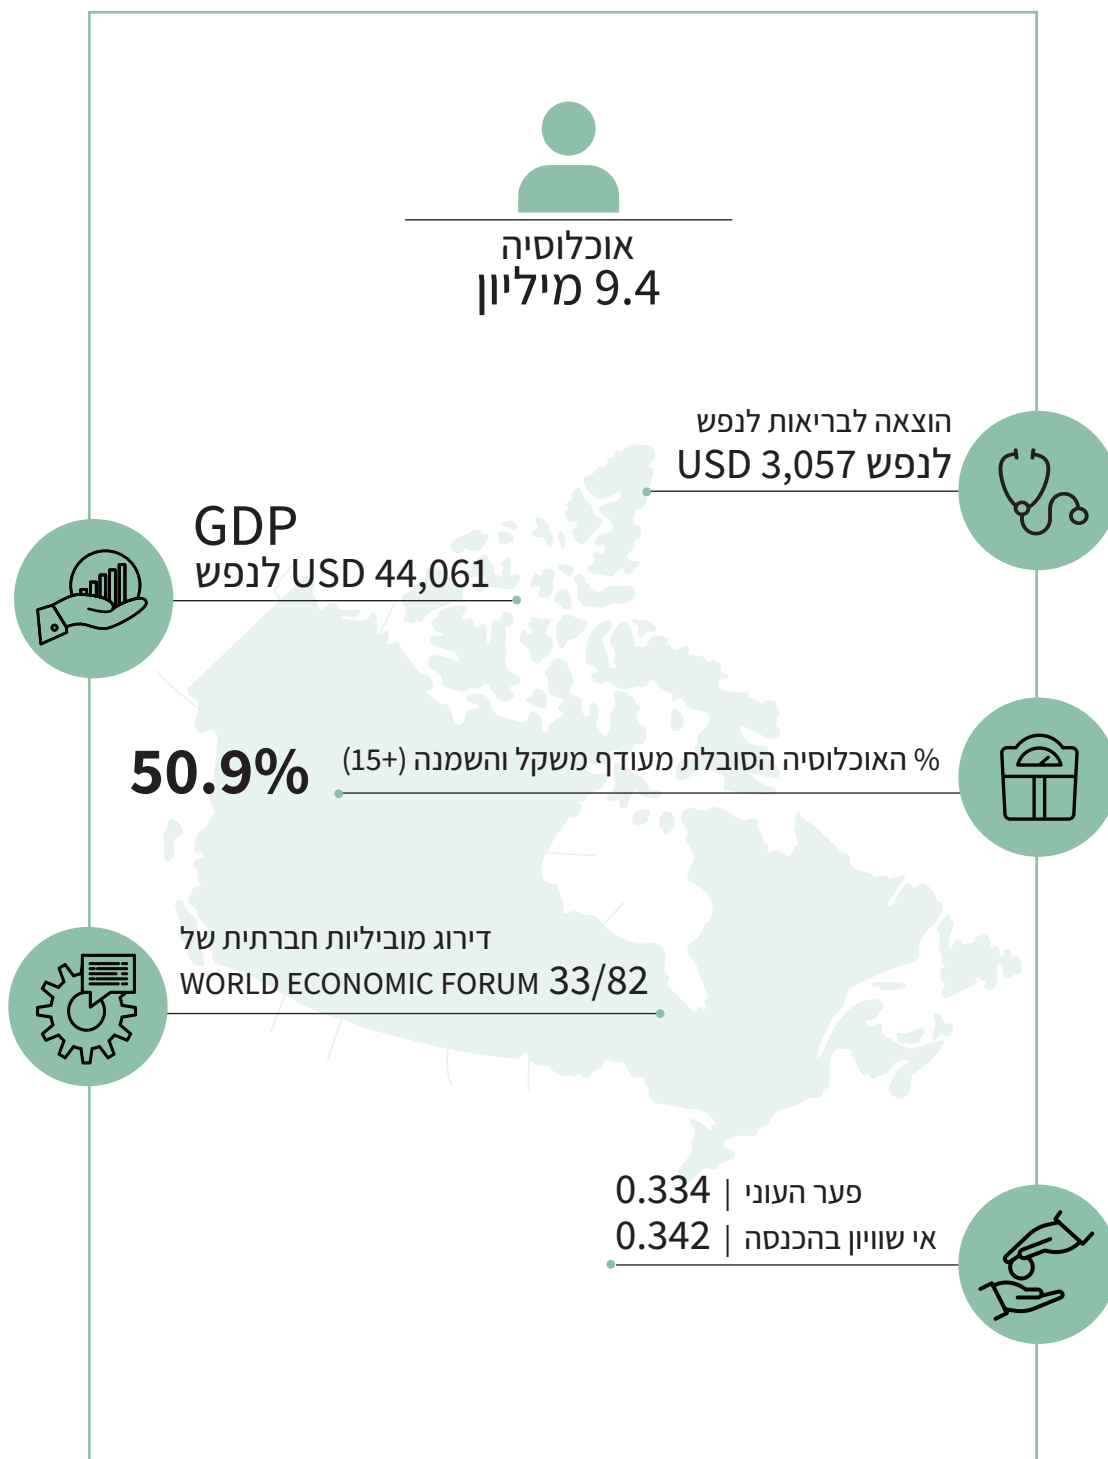 אוכלוסיה
9.4 מיליון
הוצאה לבריאות לנפש
לנפש USD 3,057
GDP
USD 44,061 לנפש
% האוכלוסיה הסובלת מעודף משקל והשמנה (15+)
50.9%
דירוג מוביליות חברתית של
WORLD ECONOMIC FORUM 33/82
פער העוני | 0.334
אי שוויון בהכנסה | 0.342